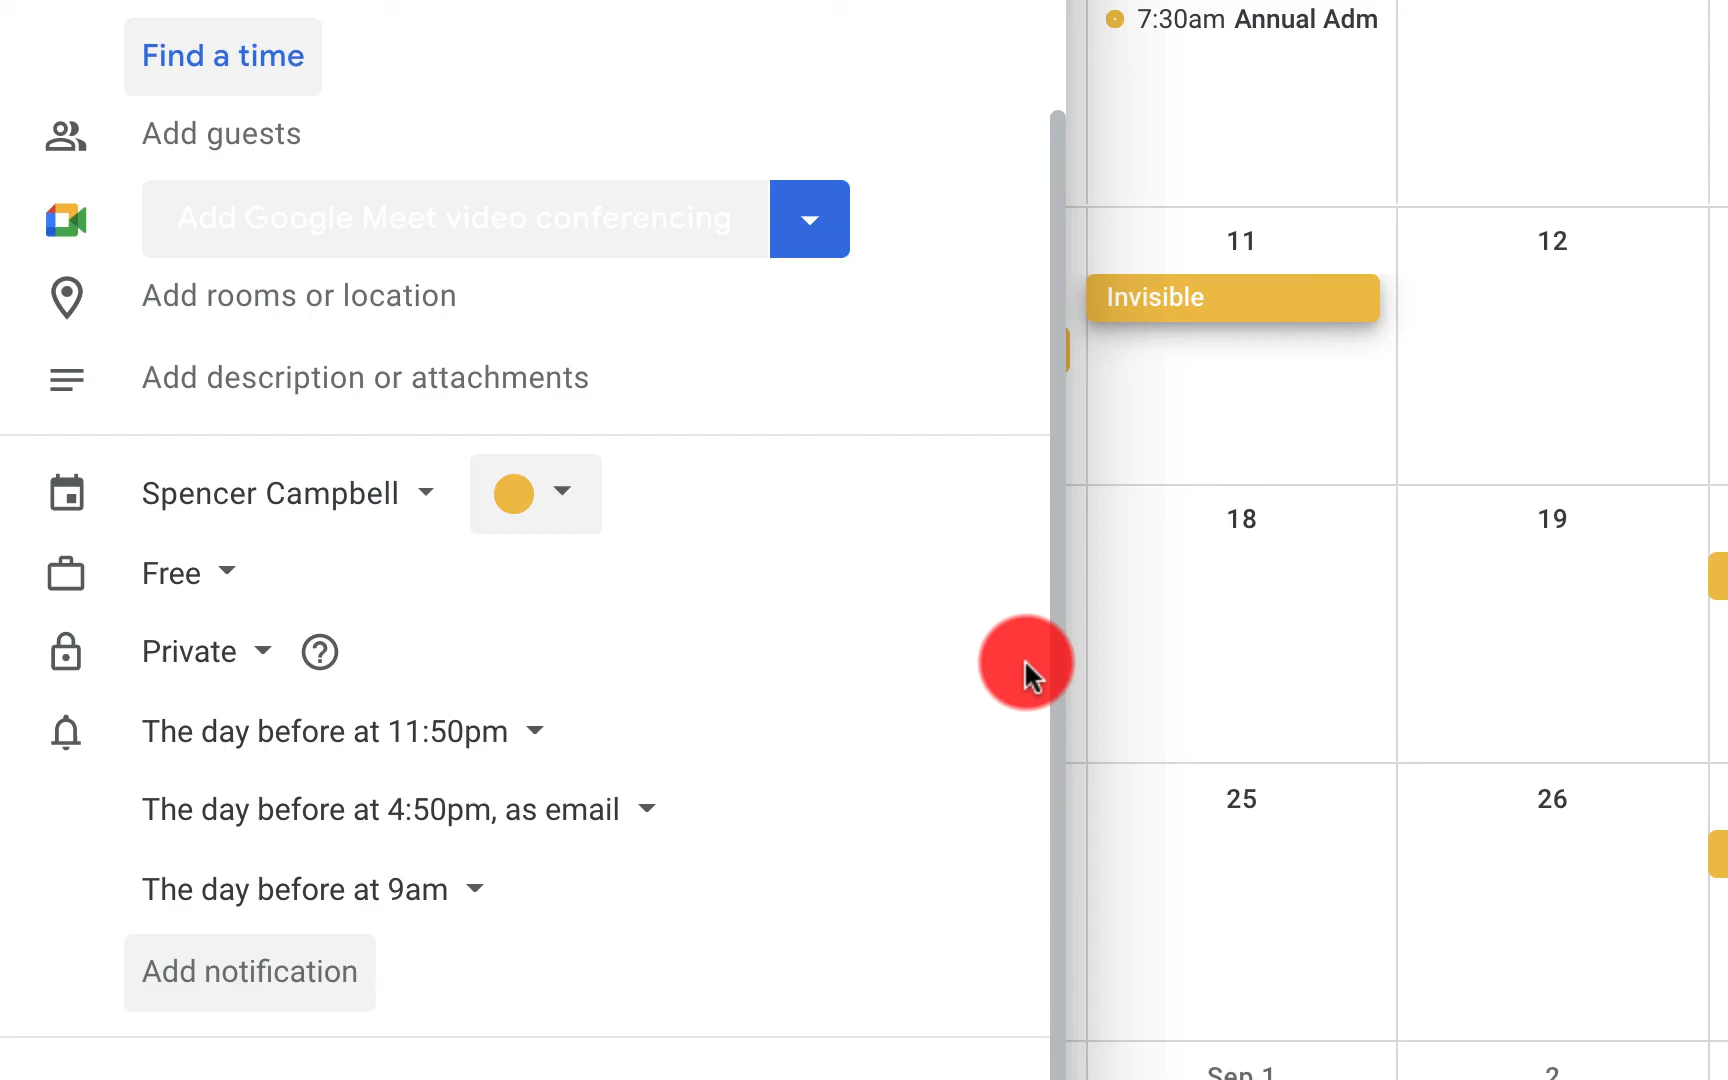 Find a time
Add guests
Add Google Meet video conferencing
Add rooms or location
Add description or attachments
Spencer Campbell
Free
Private
The day before at 11:50pm
The day before at 4:50pm, as email
The day before at 9am
Add notification
7:30am Annual Adm
11
12
Invisible
18
19
25
26
Sep 1
2